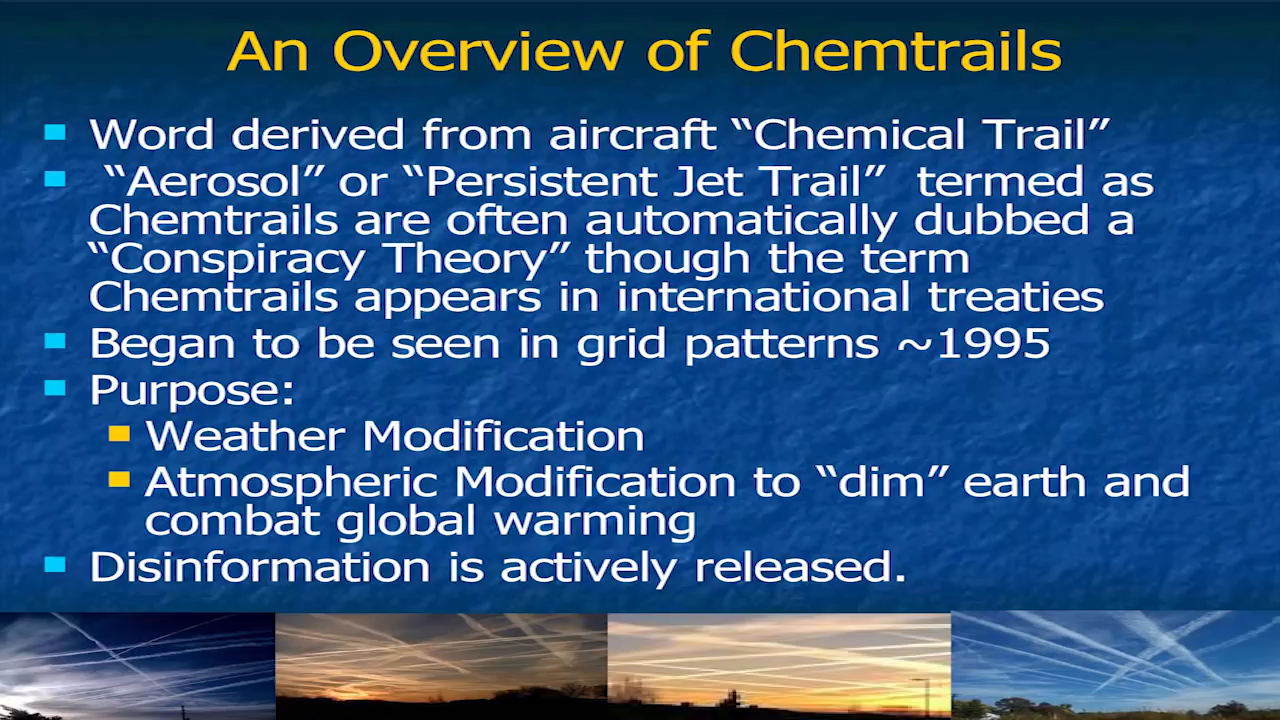 An Overview of Chemtrails
Word derived from aircraft “Chemical Trail”
“Aerosol” or “Persistent Jet Trail” termed as
Chemtrails are often automatically dubbed a
“Conspiracy Theory” though the term
Chemtrails appears in international treaties
Began to be seen in grid patterns ~1995
Purpose:
Weather Modification
Atmospheric Modification to “dim” earth and
combat global warming
Disinformation is actively released.